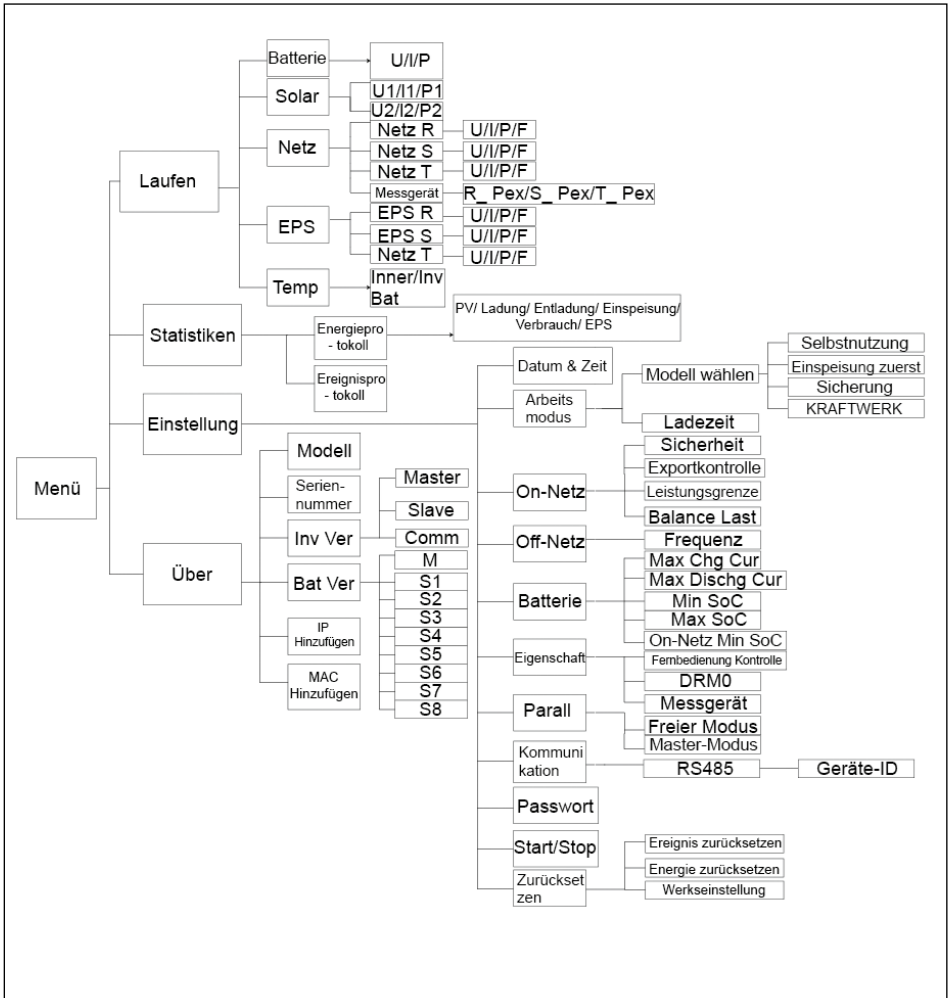 Menü
Laufen
Batterie
U/I/P
Solar
U1/I1/P1
U2/I2/P2
Netz
Netz R
U/I/P/F
Netz S
U/I/P/F
Netz T
U/I/P/F
Messgerät
R_ Pex/S_ Pex/T_ Pex
EPS
EPS R
U/I/P/F
EPS S
U/I/P/F
Netz T
U/I/P/F
Temp
Inner/Inv
Bat
Statistiken
Energiepro
- tokoll
PV/ Ladung/ Entladung/ Einspeisung/
Verbrauch/ EPS
Ereignispro
- tokoll
Einstellung
Datum & Zeit
Arbeits
modus
Modell wählen
Selbstnutzung
Einspeisung zuerst
Sicherung
KRAFTWERK
Ladezeit
On-Netz
Sicherheit
Exportkontrolle
Leistungsgrenze
Balance Last
Off-Netz
Frequenz
Batterie
Max Chg Cur
Max Dischg Cur
Min SoC
Max SoC
On-Netz Min SoC
Eigenschaft
Fernbedienung Kontrolle
DRM0
Messgerät
Parall
Freier Modus
Master-Modus
Kommuni
kation
RS485
Geräte-ID
Passwort
Start/Stop
Zurückset
zen
Ereignis zurücksetzen
Energie zurücksetzen
Werkseinstellung
Über
Modell
Serien-
nummer
Inv Ver
Master
Slave
Comm
Bat Ver
M
S1
S2
S3
S4
S5
S6
S7
S8
IP
Hinzufügen
MAC
Hinzufügen